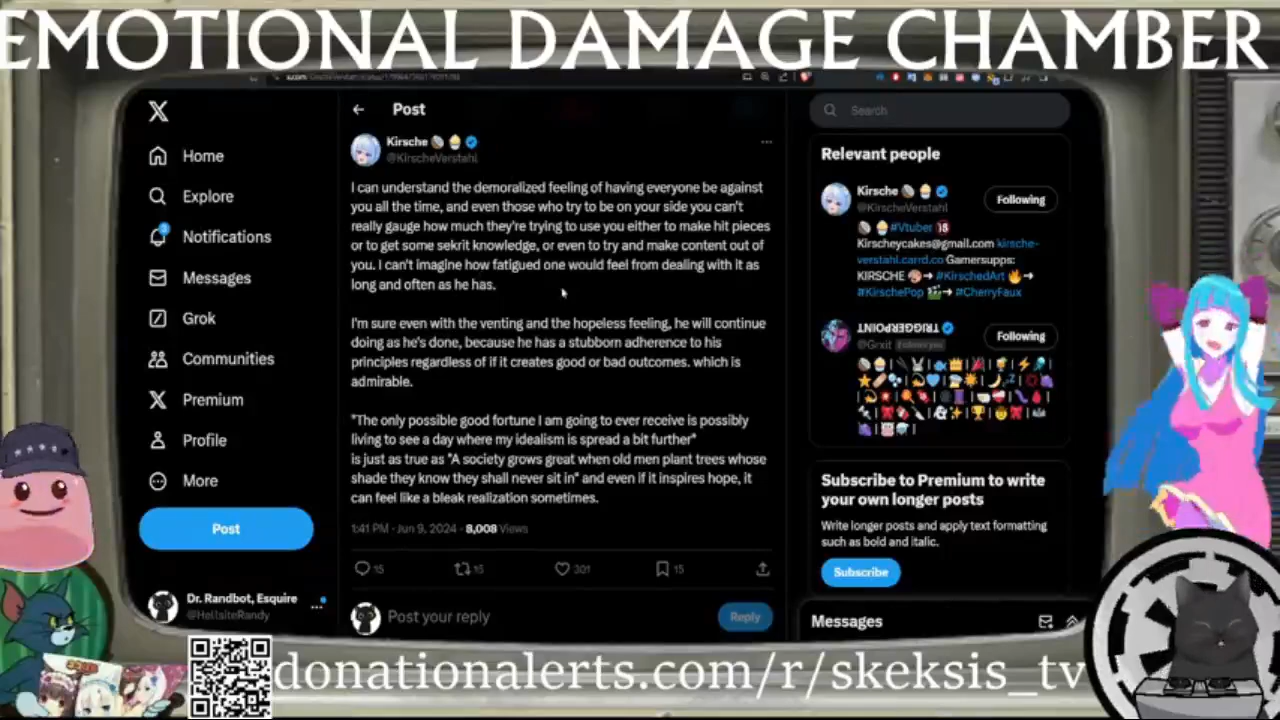 EMOTIONAL DAMAGE CHAMBER
Post
Search
Home
Explore
Notifications
Messages
Grok
Communities
Premium
Profile
More
Post
Dr. Randbot, Esquire
@HellsiteRandy
Kirsche
@KirscheVerstahl
I can understand the demoralized feeling of having everyone be against
you all the time, and even those who try to be on your side you can't
really gauge how much they're trying to use you either to make hit pieces
or to get some sekrit knowledge, or even to try and make content out of
you. I can't imagine how fatigued one would feel from dealing with it as
long and often as he has.
I'm sure even with the venting and the hopeless feeling, he will continue
doing as he's done, because he has a stubborn adherence to his
principles regardless of if it creates good or bad outcomes. which is
admirable.
"The only possible good fortune I am going to ever receive is possibly
living to see a day where my idealism is spread a bit further"
is just as true as "A society grows great when old men plant trees whose
shade they know they shall never sit in" and even if it inspires hope, it
can feel like a bleak realization sometimes.
1:41 PM · Jun 9, 2024 · 8,008 Views
15 15 301 15
Post your reply
Reply
Relevant people
Kirsche
@KirscheVerstahl
Following
#Vtuber 🔞
Kirscheycakes@gmail.com kirsche-
verstahl.carrd.co Gamersupps:
KIRSCHE → #KirschedArt →
#KirschePop → #CherryFaux
@Grxit Follows you
Following
Subscribe to Premium to write
your own longer posts
Write longer posts and apply text formatting
such as bold and italic.
Subscribe
Messages
donationalerts.com/r/skeksis_tv